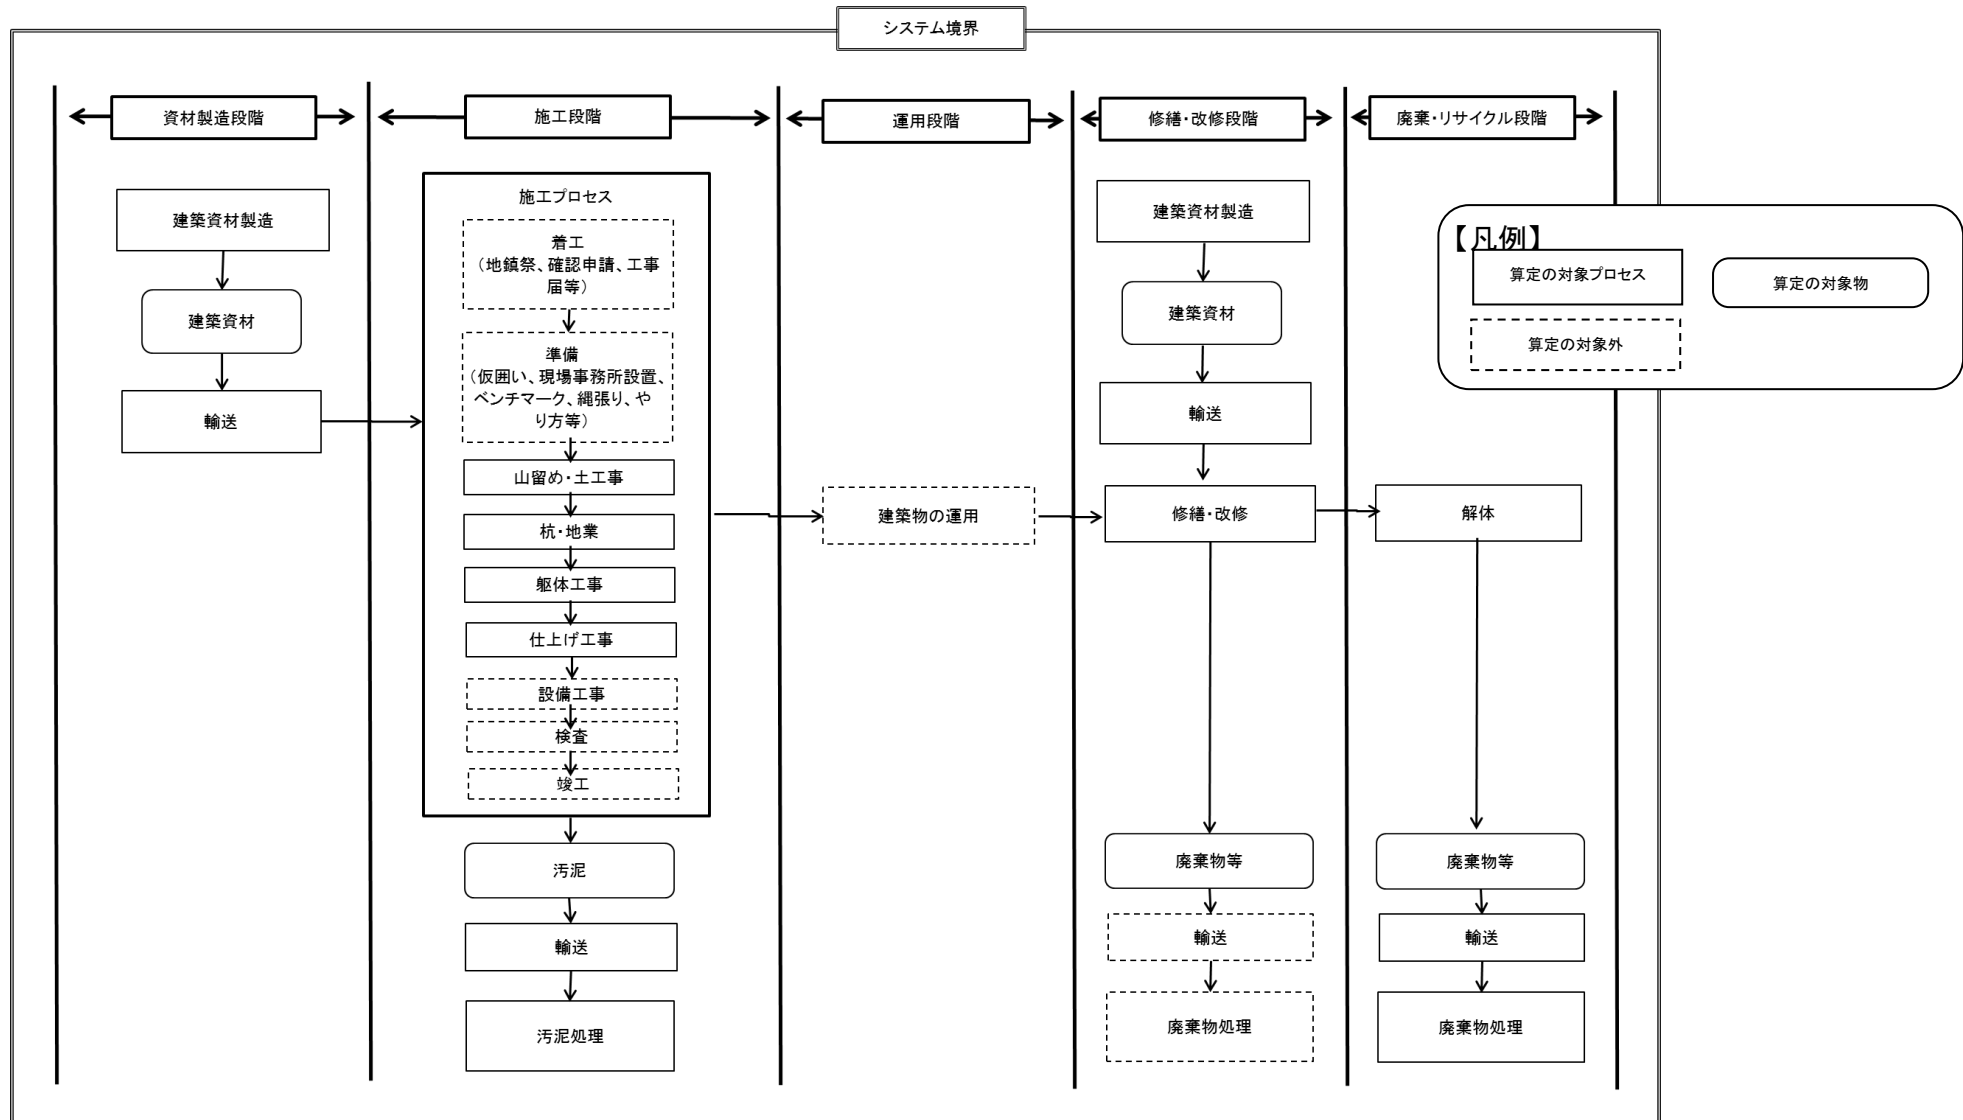 システム境界
資材製造段階
施工段階
運用段階
修繕・改修段階
廃棄・リサイクル段階
建築資材製造
建築資材
輸送
施工プロセス
着工
（地鎮祭、確認申請、工事
届等）
準備
（仮囲い、現場事務所設置、
ベンチマーク、縄張り、や
り方等）
山留め・土工事
杭・地業
躯体工事
仕上げ工事
設備工事
検査
竣工
汚泥
輸送
汚泥処理
建築物の運用
建築資材製造
建築資材
輸送
修繕・改修
廃棄物等
輸送
廃棄物処理
解体
廃棄物等
輸送
廃棄物処理
【凡例】
算定の対象プロセス
算定の対象物
算定の対象外